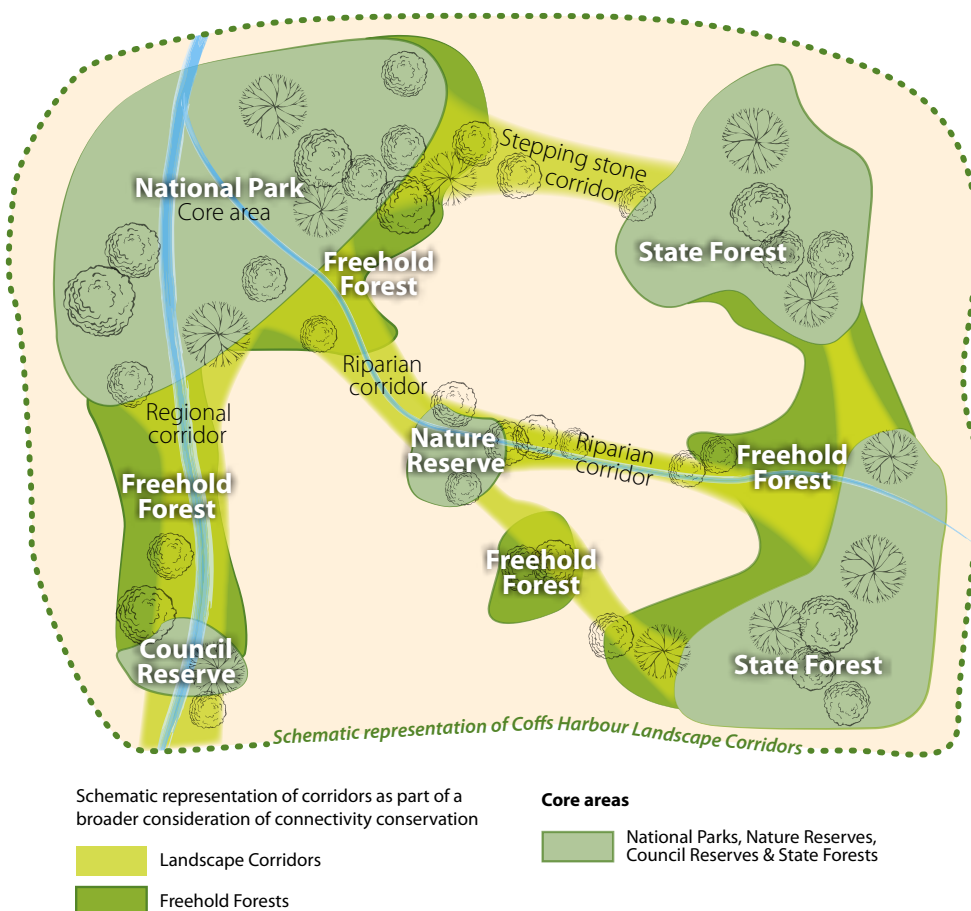 Stepping stone
corridor
National Park
Core area
State Forest
Freehold
Forest
Riparian
corridor
Regional
corridor
Nature
Reserve
Riparian
corridor
Freehold
Forest
Freehold
Forest
Freehold
Forest
Council
Reserve
State Forest
Schematic representation of Coffs Harbour Landscape Corridors
Schematic representation of corridors as part of a
broader consideration of connectivity conservation
Landscape Corridors
Freehold Forests
Core areas
National Parks, Nature Reserves,
Council Reserves & State Forests